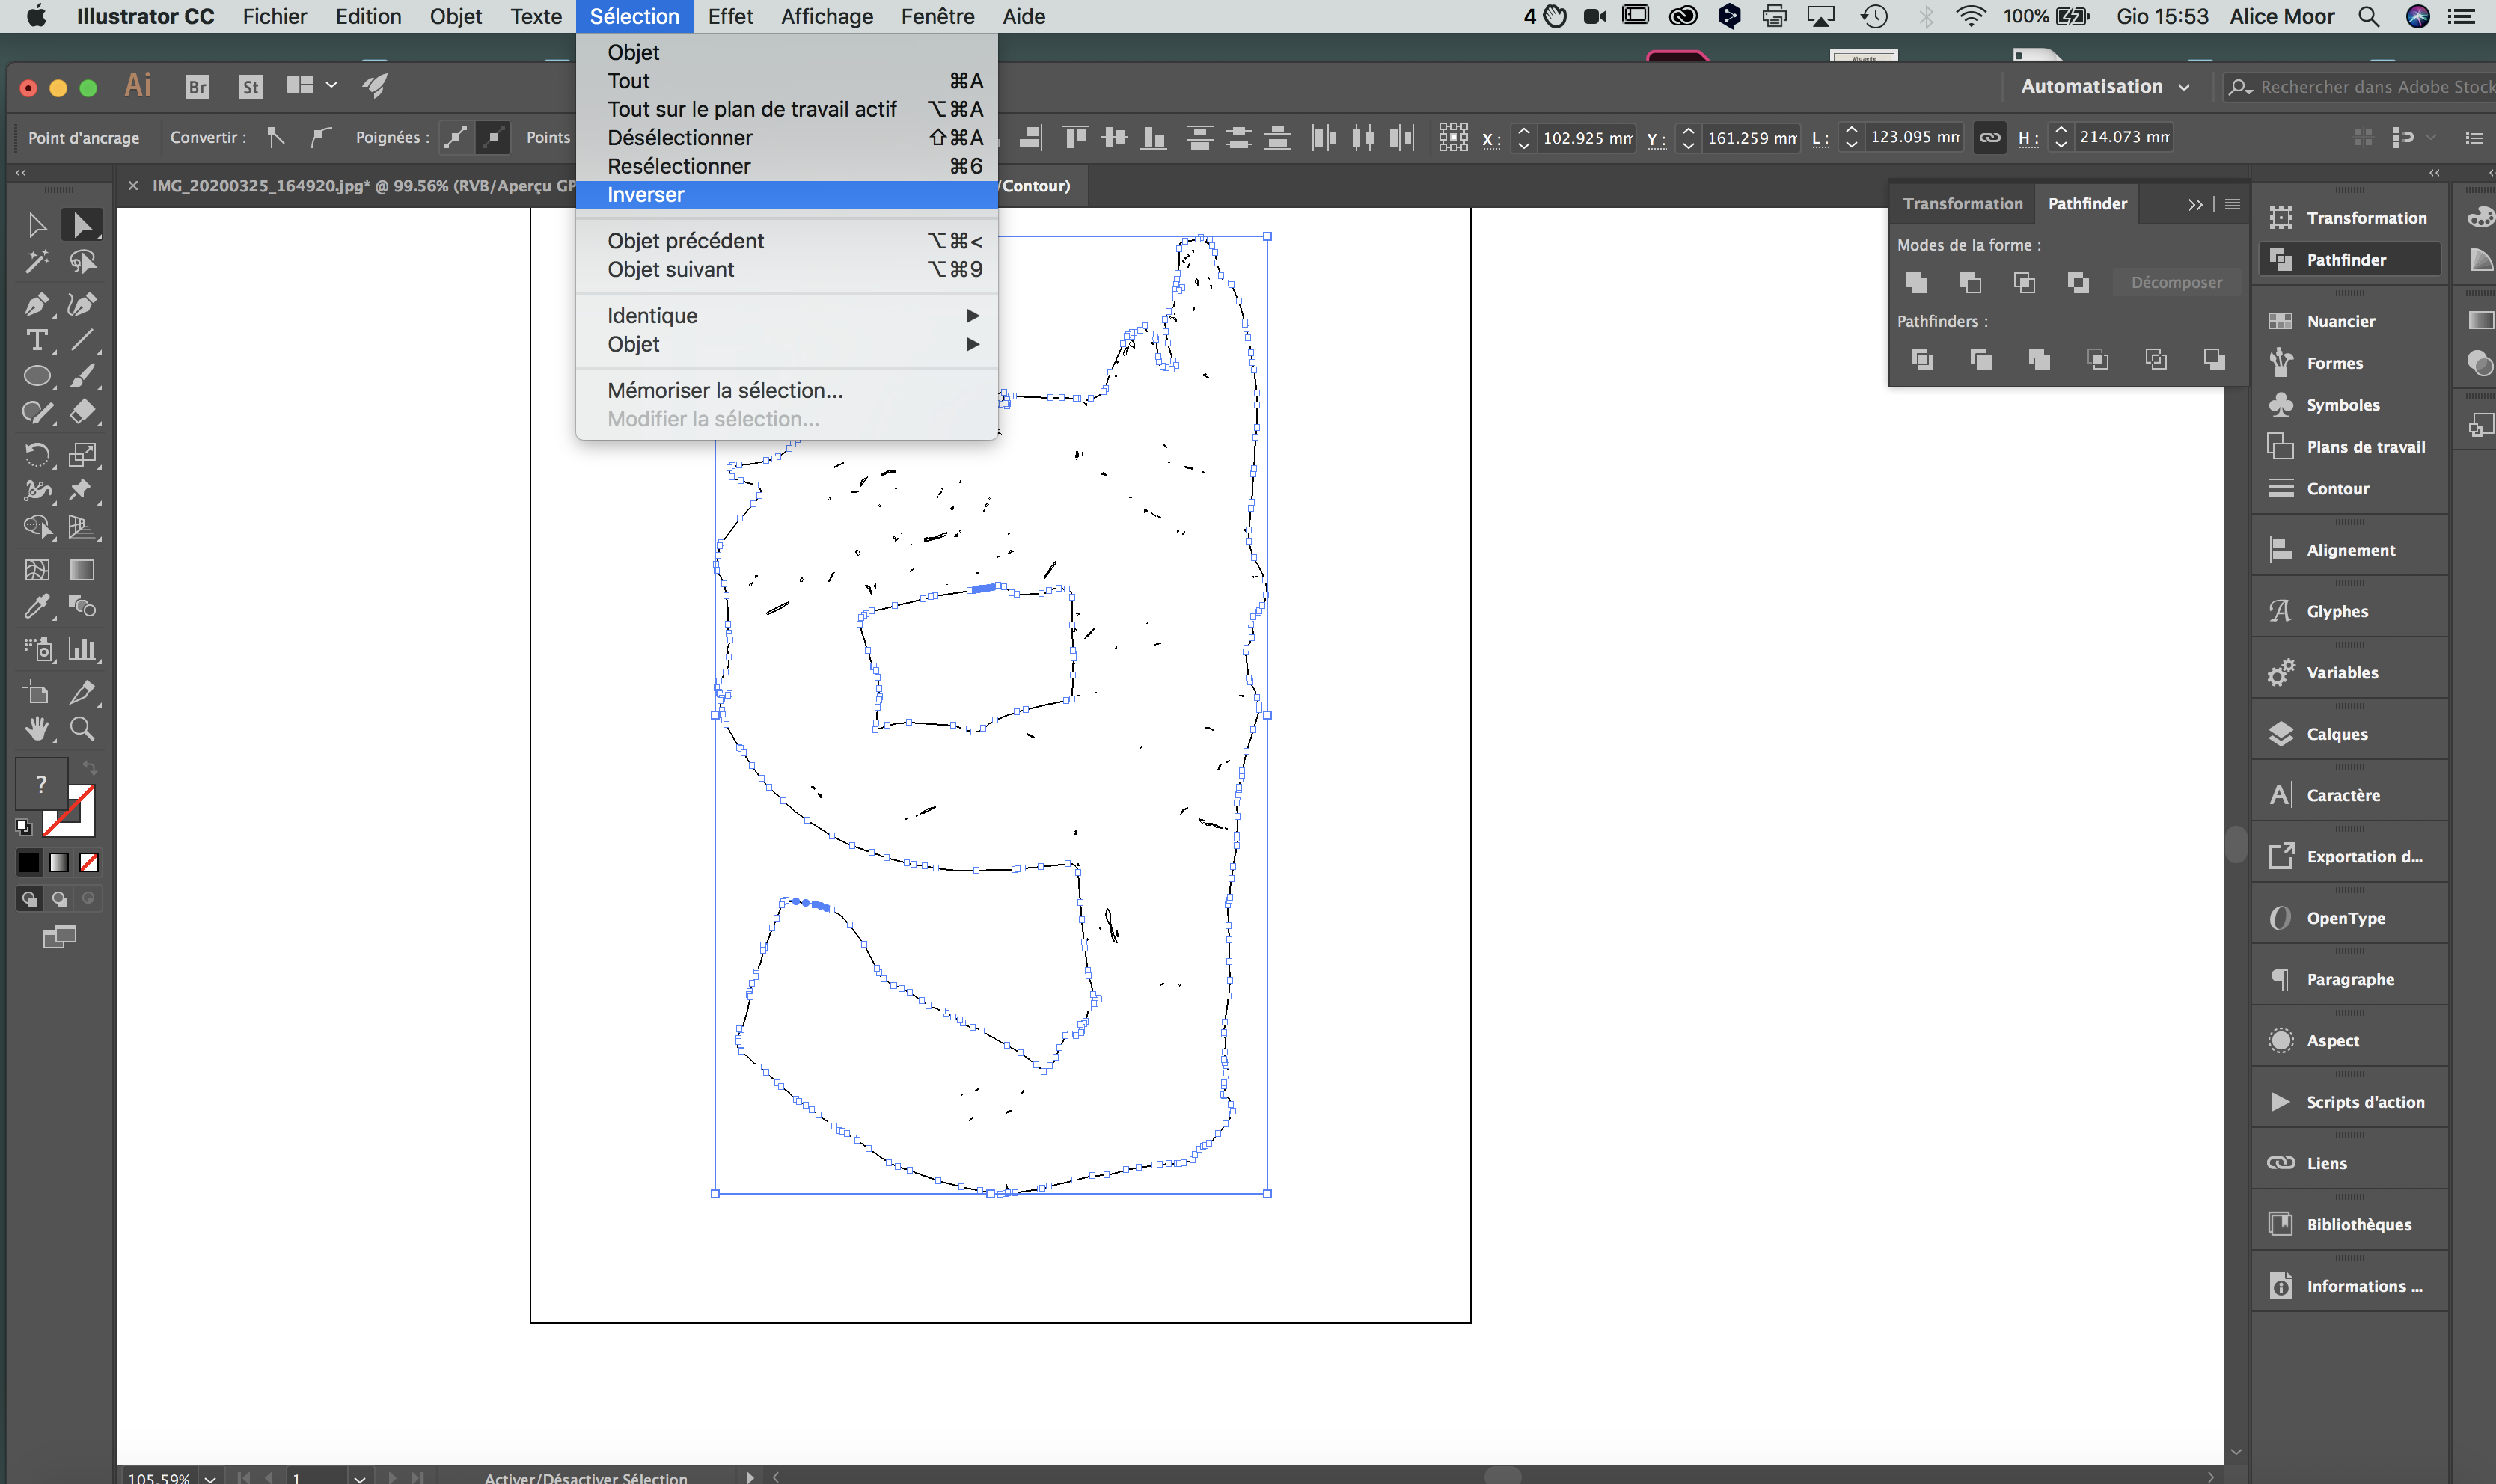 Illustrator CC Fichier Edition Objet Texte Sélection Effet Affichage Fenêtre Aide 4 100% Gio 15:53 Alice Moor
Ai Br St Automatisation Rechercher dans Adobe Stock
Point d'ancrage Convertir : Poignées : Points X : 102.925 mm Y : 161.259 mm L : 123.095 mm H : 214.073 mm
× IMG_20200325_164920.jpg* @ 99.56% (RVB/Aperçu GP /Contour)
Objet
Tout ⌘A
Tout sur le plan de travail actif ⌥⌘A
Désélectionner ⇧⌘A
Resélectionner ⌘6
Inverser
Objet précédent ⌥⌘<
Objet suivant ⌥⌘9
Identique
Objet
Mémoriser la sélection...
Modifier la sélection...
Transformation Pathfinder
Modes de la forme :
Décomposer
Pathfinders :
Transformation
Pathfinder
Nuancier
Formes
Symboles
Plans de travail
Contour
Alignement
Glyphes
Variables
Calques
Caractère
Exportation d...
OpenType
Paragraphe
Aspect
Scripts d'action
Liens
Bibliothèques
Informations ...
?
105.59% 1 Activer/Désactiver Sélection